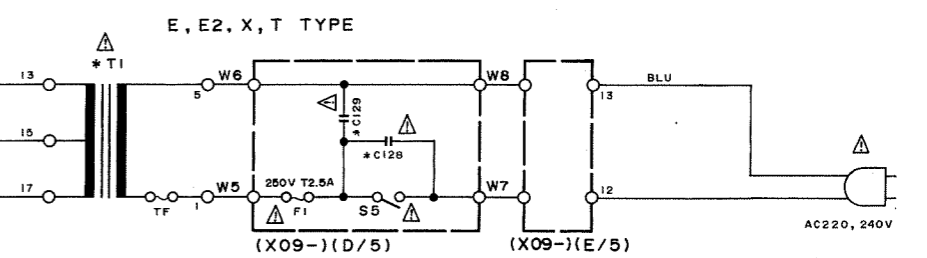 E, E2, X, T TYPE
* T1
13
15
17
TF
5
1
W6
W5
*C129
*C128
250V T2.5A
F1
S5
W8
W7
(X09-)(D/5)
(X09-)(E/5)
13
12
BLU
AC220, 240V